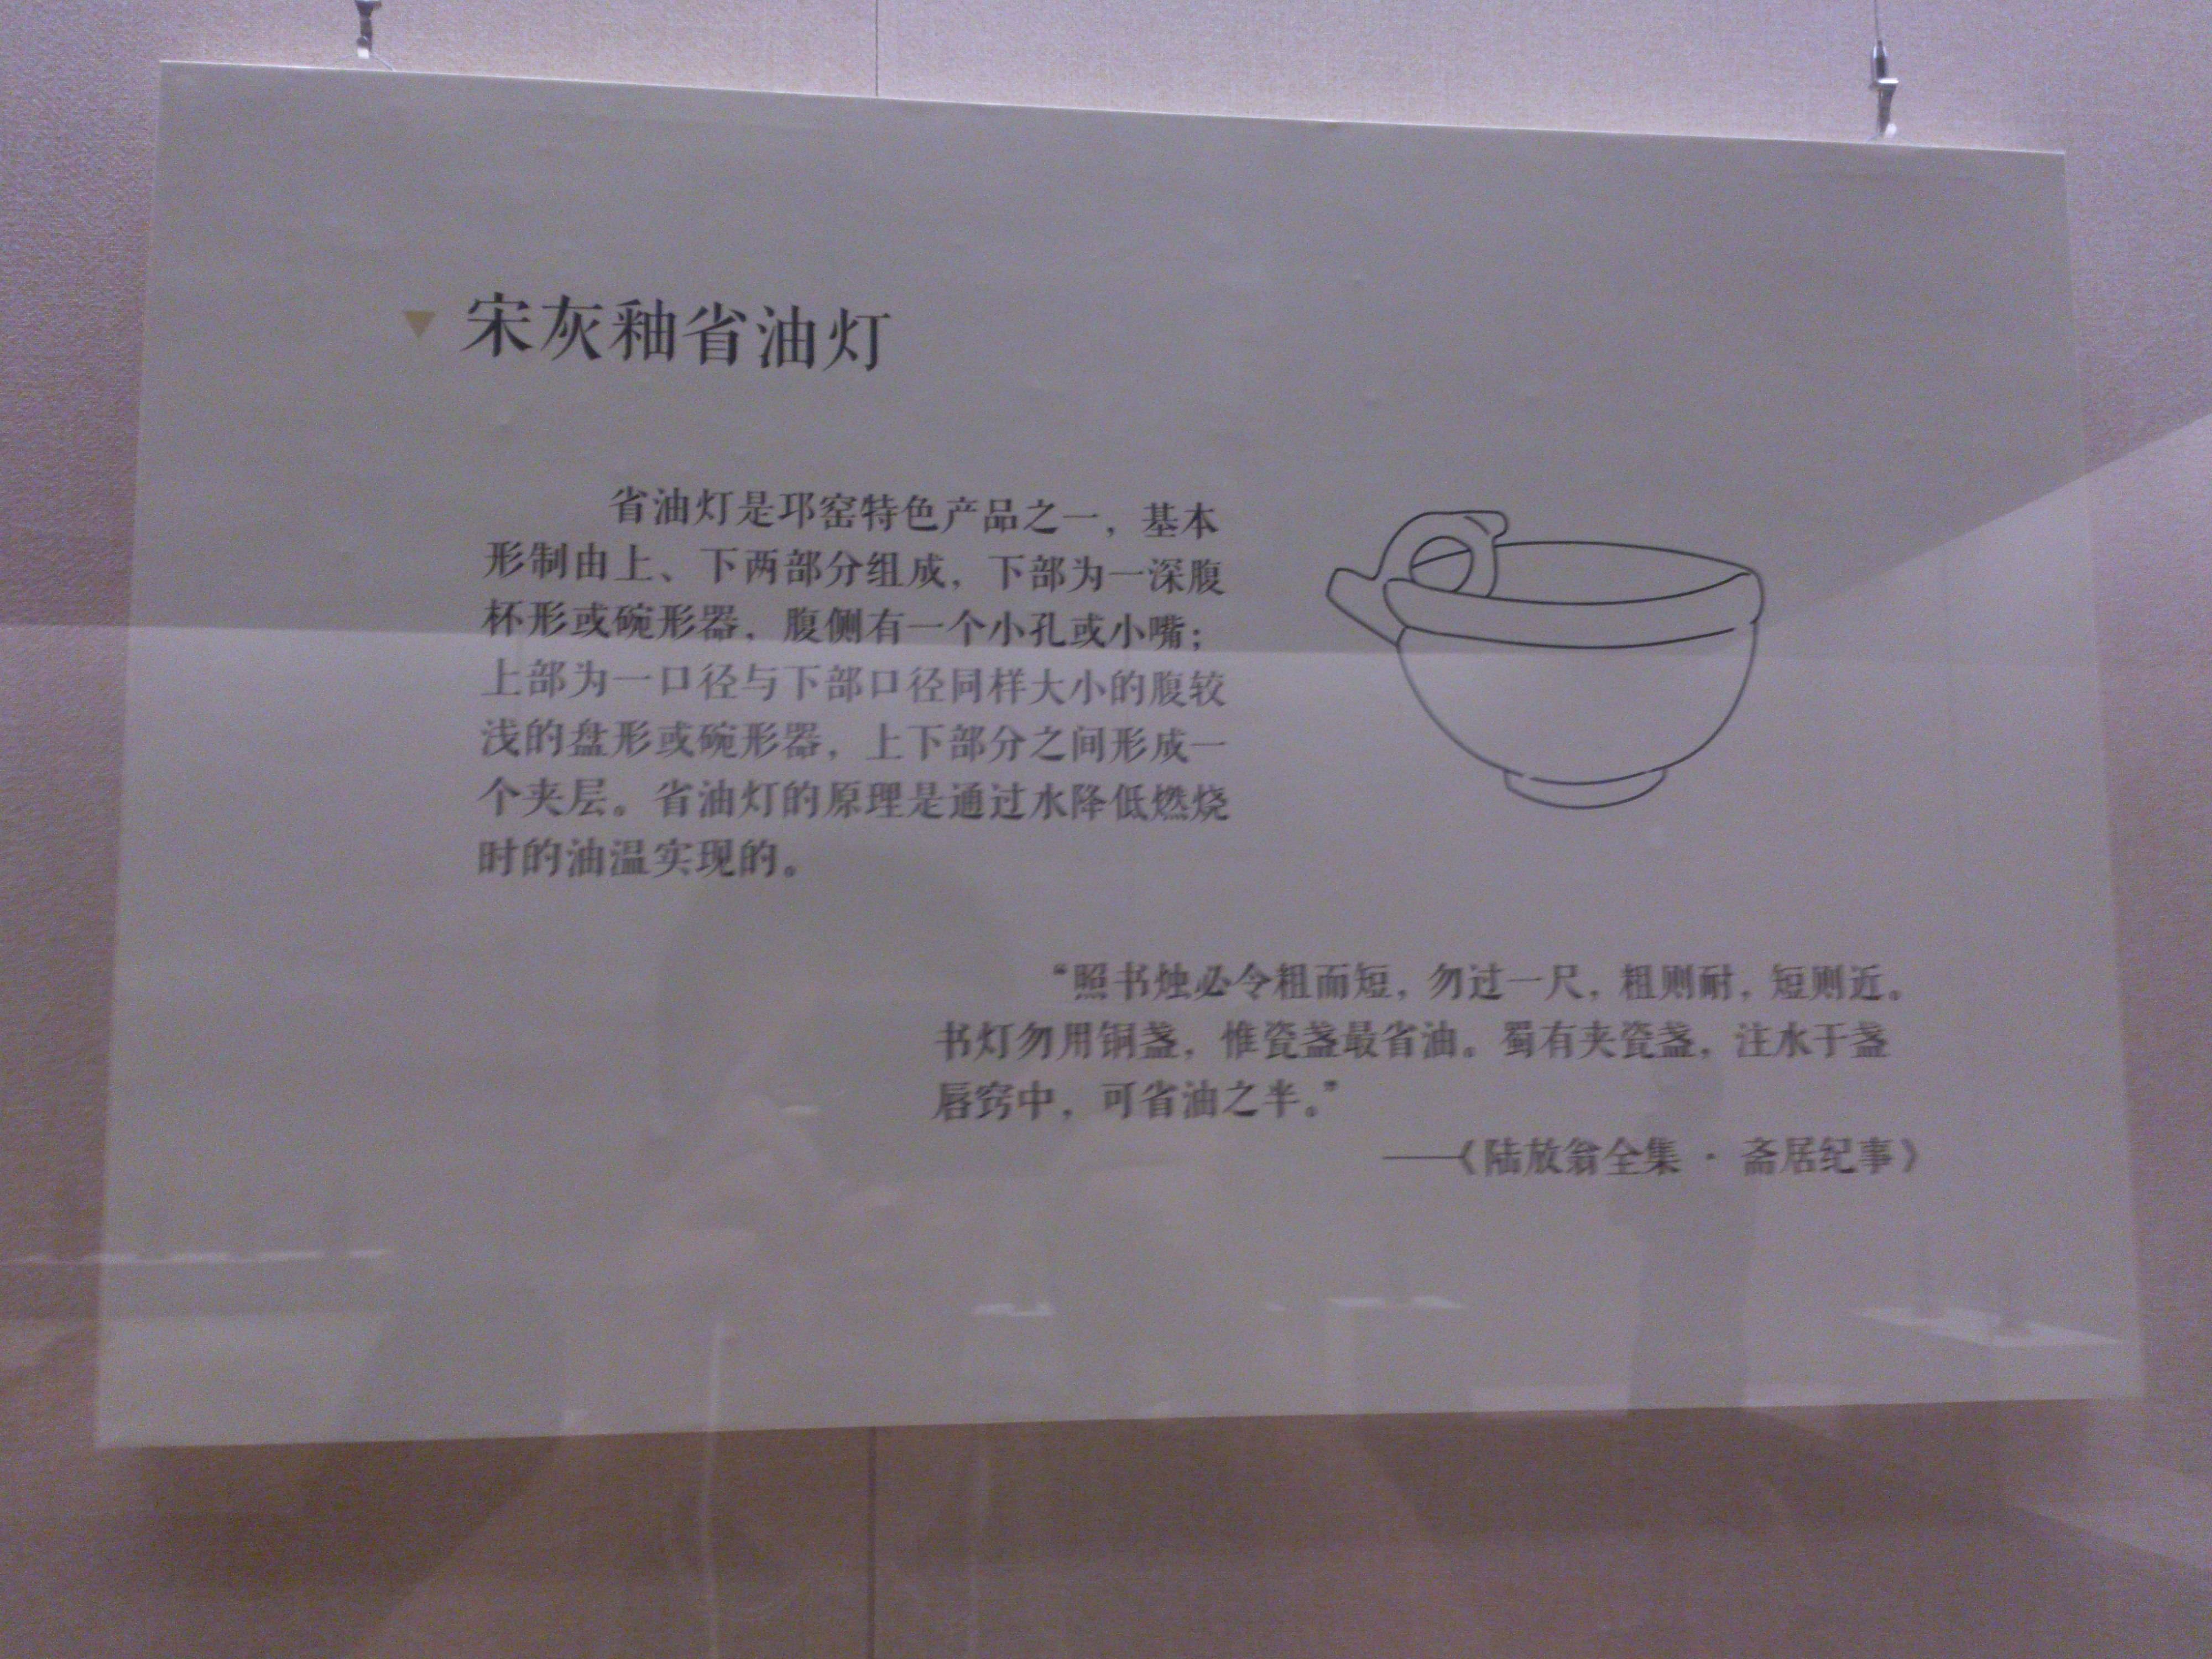 宋灰釉省油灯
省油灯是邛窑特色产品之一，基本
形制由上、下两部分组成，下部为一深腹
杯形或碗形器，腹侧有一个小孔或小嘴；
上部为一口径与下部口径同样大小的腹较
浅的盘形或碗形器，上下部分之间形成一
个夹层。省油灯的原理是通过水降低燃烧
时的油温实现的。
“照书烛必令粗而短，勿过一尺，粗则耐，短则近。
书灯勿用铜盏，惟瓷盏最省油。蜀有夹瓷盏，注水于盏
唇窍中，可省油之半。”
——《陆放翁全集·斋居纪事》